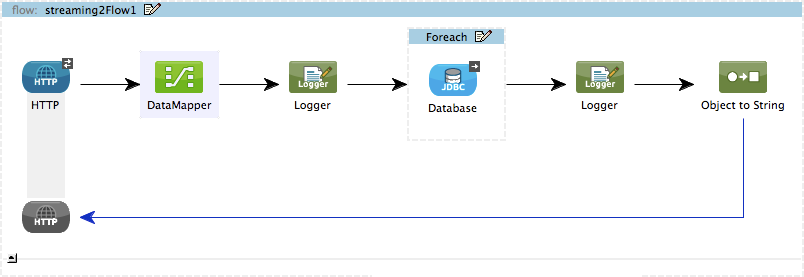 flow: streaming2Flow1
Foreach
HTTP
Logger
JDBC
Logger
HTTP
DataMapper
Logger
Database
Logger
Object to String
HTTP